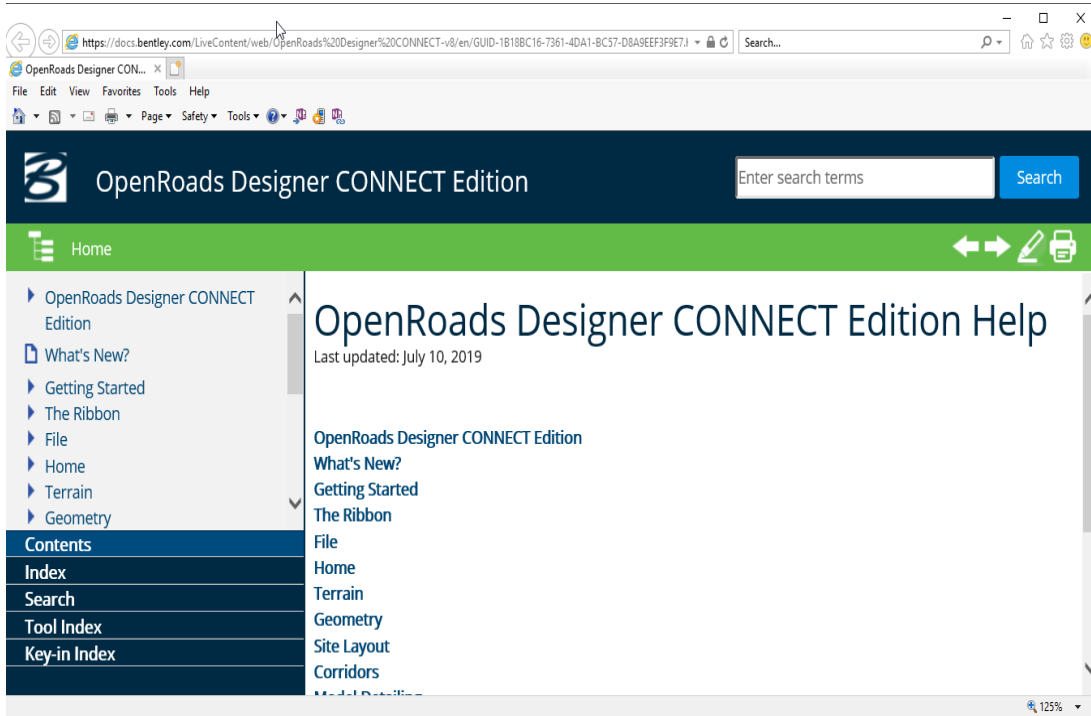 https://docs.bentley.com/LiveContent/web/OpenRoads%20Designer%20CONNECT-v8/en/GUID-1B18BC16-7361-4DA1-BC57-D8A9EEF3F9E7.
Search...
OpenRoads Designer CON...
File Edit View Favorites Tools Help
Page Safety Tools
OpenRoads Designer CONNECT Edition
Enter search terms
Search
Home
OpenRoads Designer CONNECT
Edition
What's New?
Getting Started
The Ribbon
File
Home
Terrain
Geometry
Contents
Index
Search
Tool Index
Key-in Index
OpenRoads Designer CONNECT Edition Help
Last updated: July 10, 2019
OpenRoads Designer CONNECT Edition
What's New?
Getting Started
The Ribbon
File
Home
Terrain
Geometry
Site Layout
Corridors
Model Detailing
125%